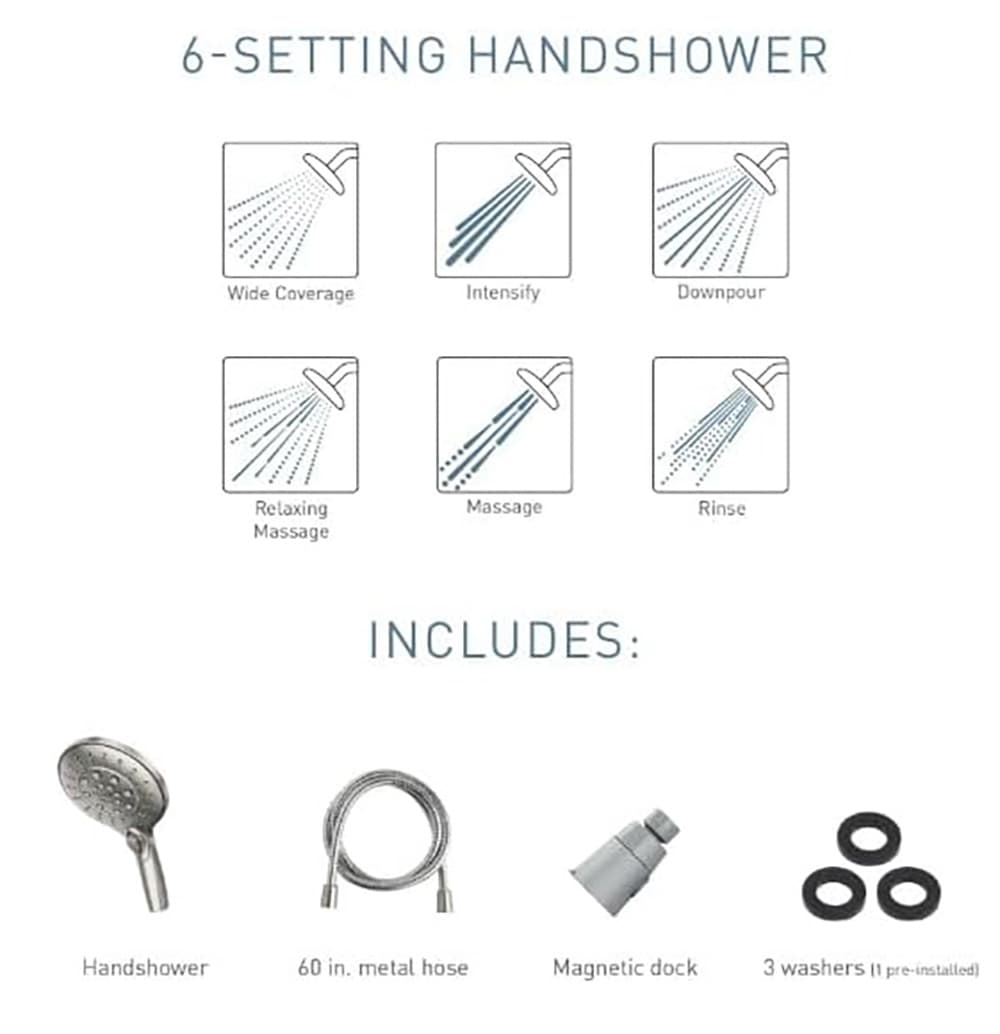 6-SETTING HANDSHOWER
Wide Coverage
Intensify
Downpour
Relaxing
Massage
Massage
Rinse
INCLUDES:
Handshower
60 in. metal hose
Magnetic dock
3 washers (1 pre-installed)